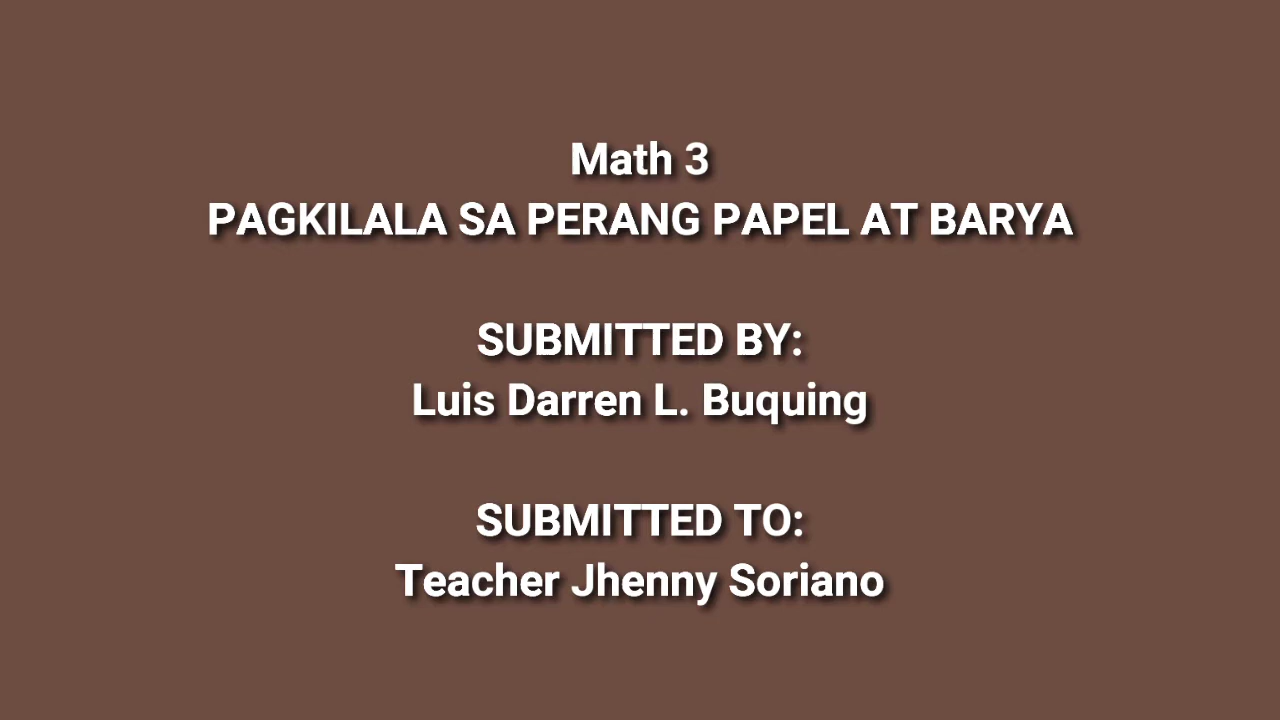 Math 3
PAGKILALA SA PERANG PAPEL AT BARYA
SUBMITTED BY:
Luis Darren L. Buquing
SUBMITTED TO:
Teacher Jhenny Soriano